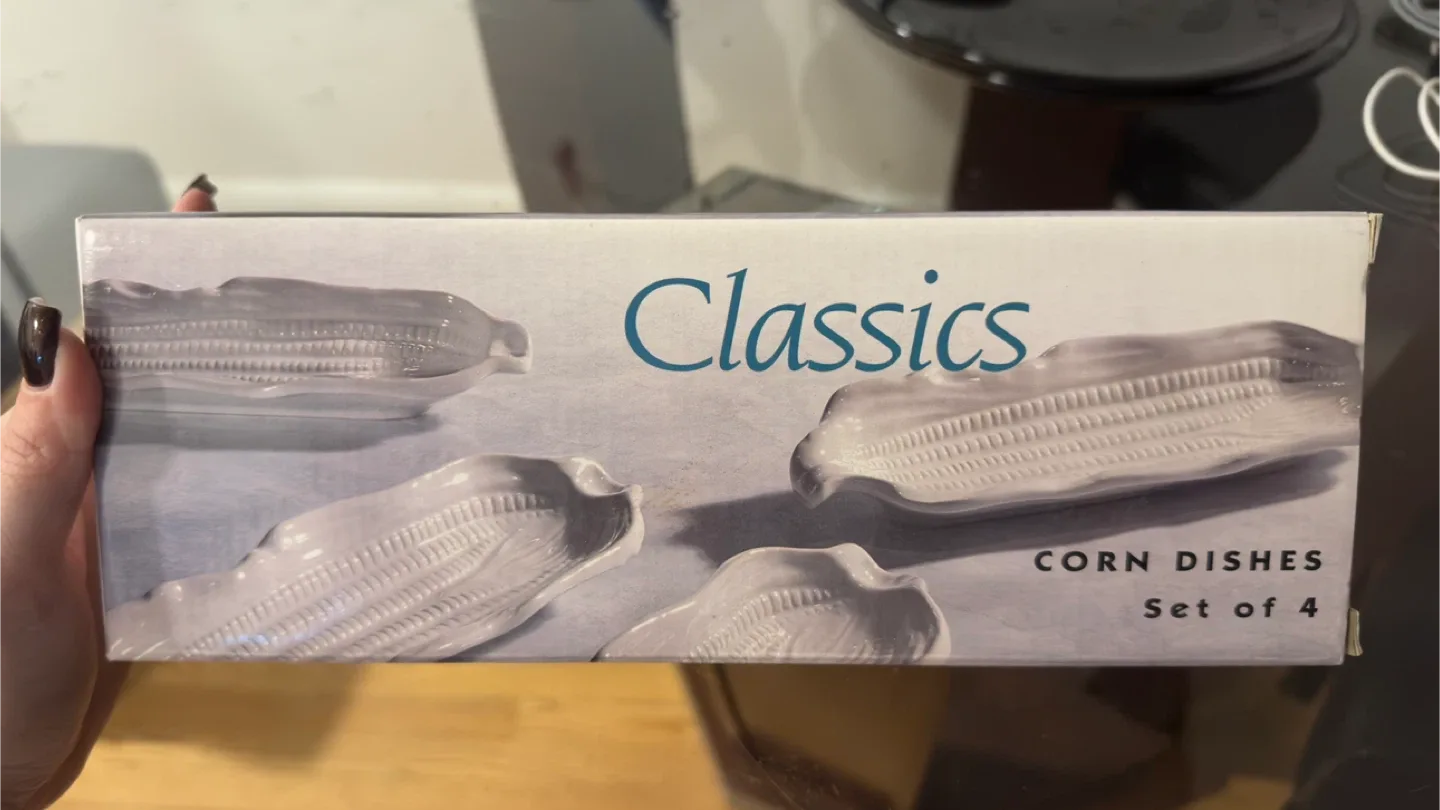 Classics
CORN DISHES
Set of 4